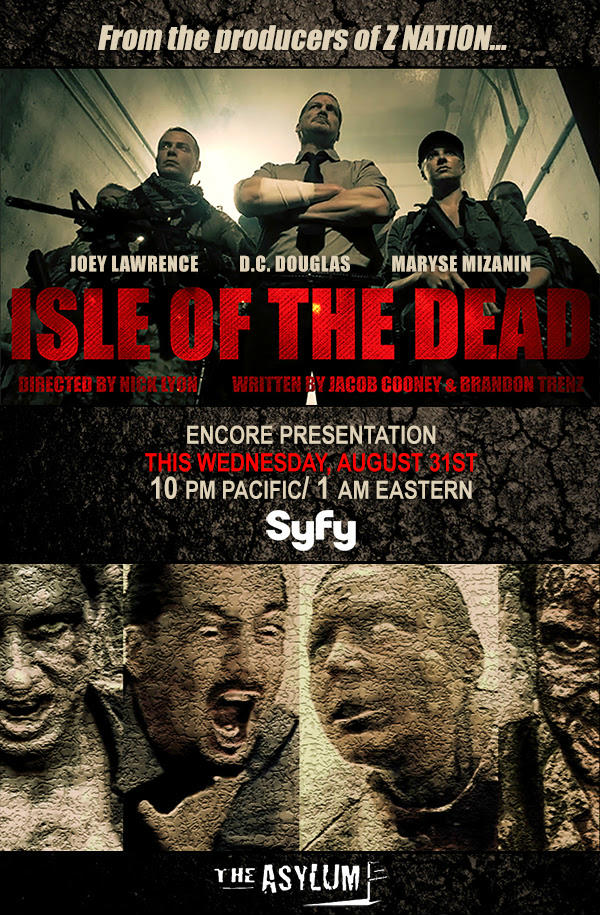 From the producers of Z NATION...
JOEY LAWRENCE D.C. DOUGLAS MARYSE MIZANIN
ISLE OF THE DEAD
DIRECTED BY NICK LYON WRITTEN BY JACOB COONEY & BRANDON TRENZ
ENCORE PRESENTATION
THIS WEDNESDAY, AUGUST 31ST
10 PM PACIFIC/ 1 AM EASTERN
Syfy
THE ASYLUM